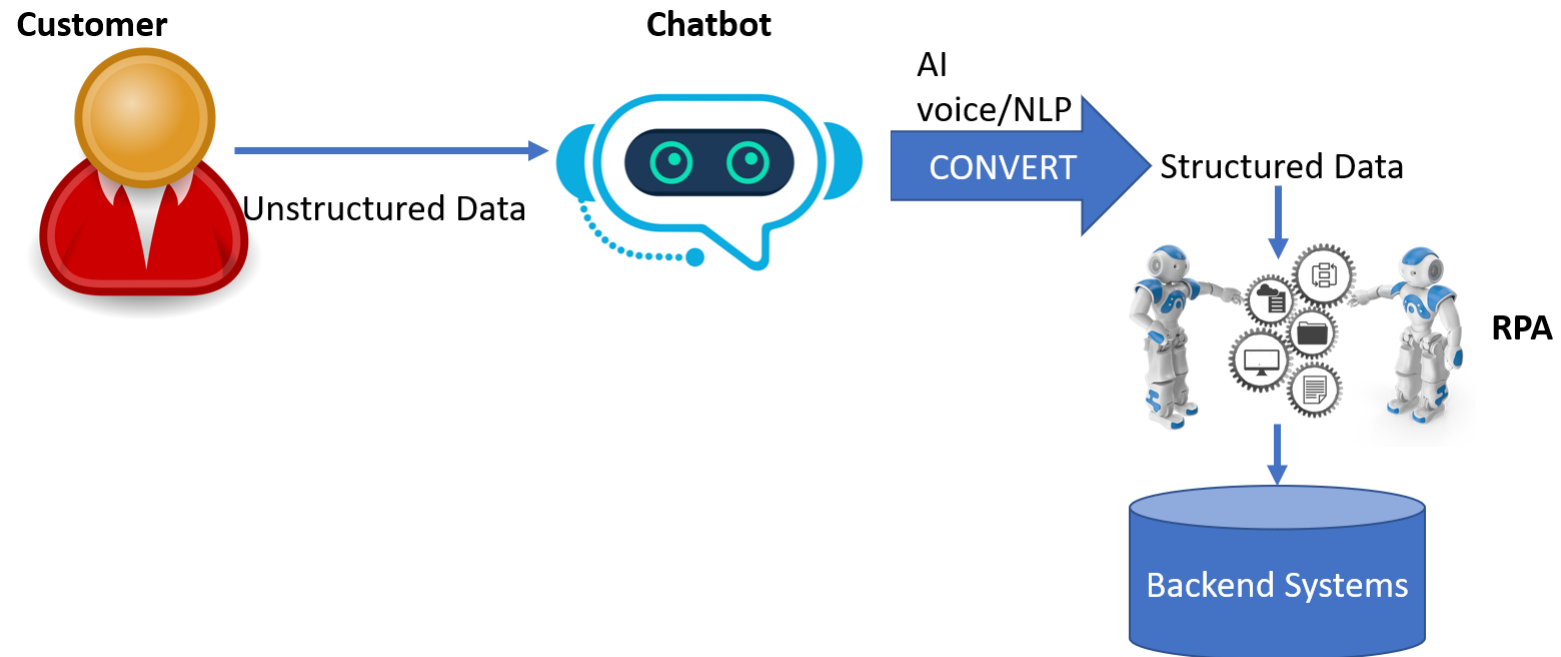 Customer
Chatbot
AI
voice/NLP
CONVERT
Structured Data
Unstructured Data
RPA
Backend Systems